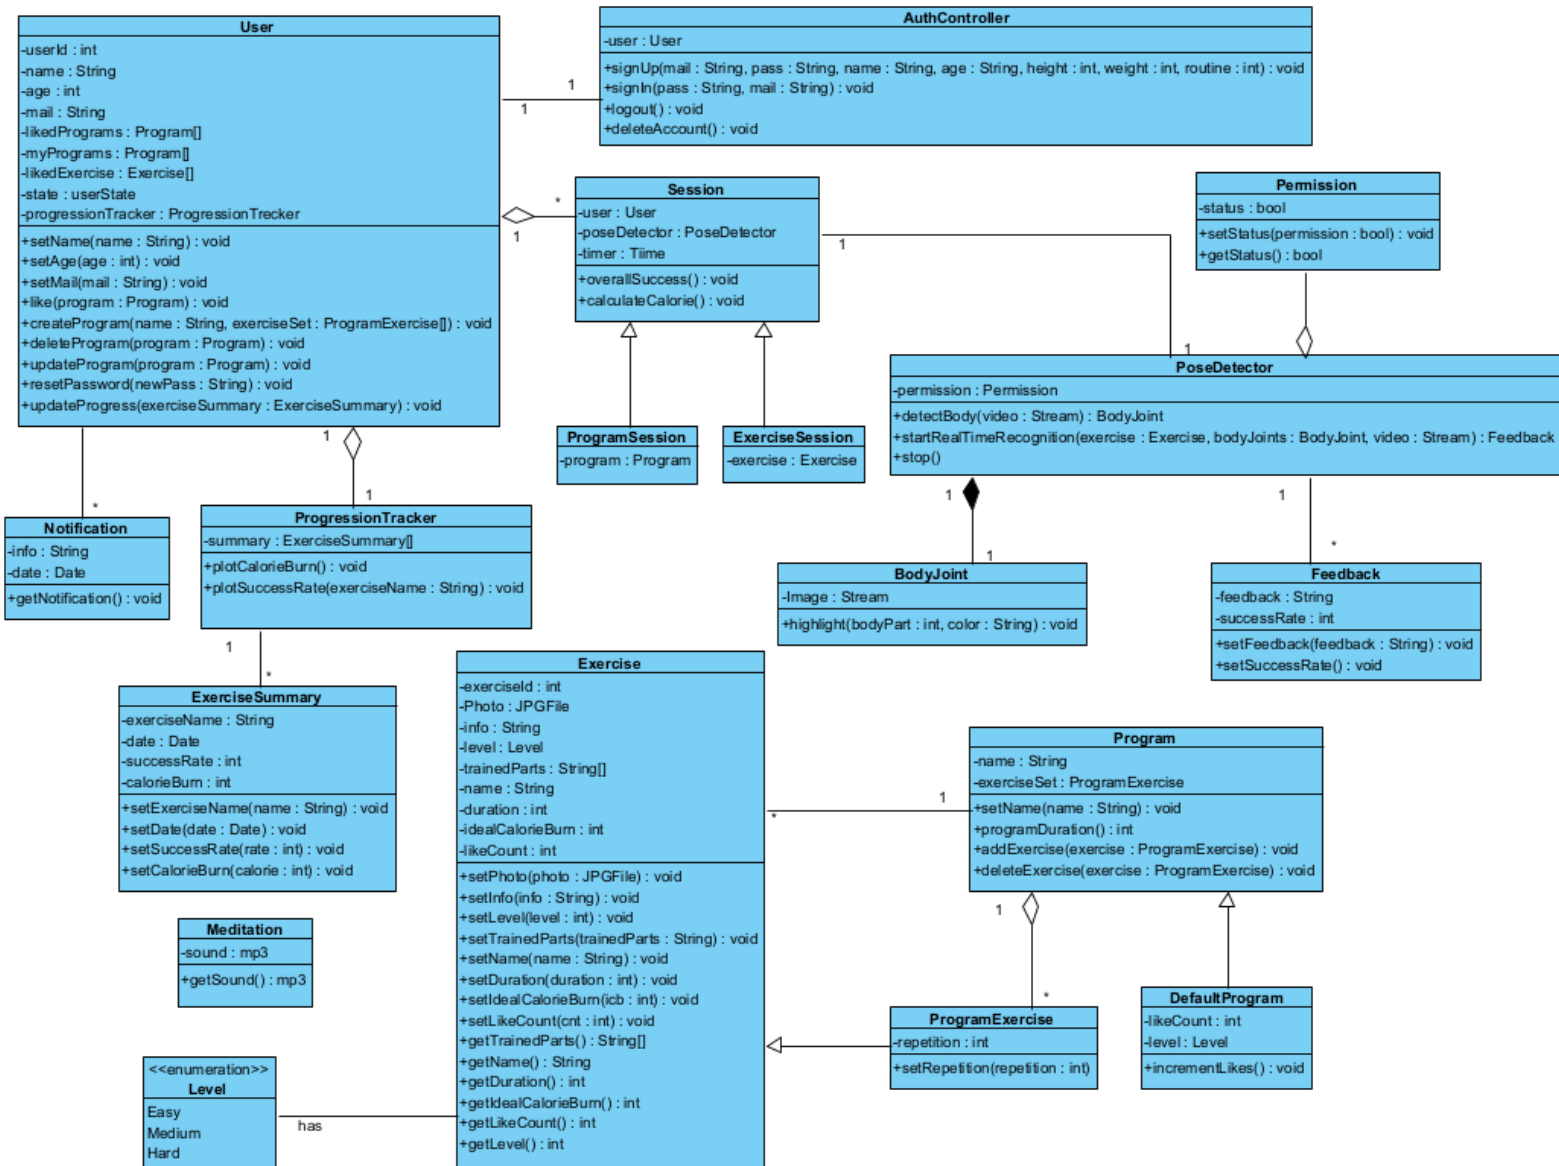 User
-userId : int
-name : String
-age : int
-mail : String
-likedPrograms : Program[]
-myPrograms : Program[]
-likedExercise : Exercise[]
-state : userState
-progressionTracker : ProgressionTrecker
+setName(name : String) : void
+setAge(age : int) : void
+setMail(mail : String) : void
+like(program : Program) : void
+createProgram(name : String, exerciseSet : ProgramExercise[]) : void
+deleteProgram(program : Program) : void
+updateProgram(program : Program) : void
+resetPassword(newPass : String) : void
+updateProgress(exerciseSummary : ExerciseSummary) : void
1
1
AuthController
-user : User
+signUp(mail : String, pass : String, name : String, age : String, height : int, weight : int, routine : int) : void
+signIn(pass : String, mail : String) : void
+logout() : void
+deleteAccount() : void
1
*
Session
-user : User
-poseDetector : PoseDetector
-timer : Tiime
+overallSuccess() : void
+calculateCalorie() : void
1
1
Permission
-status : bool
+setStatus(permission : bool) : void
+getStatus() : bool
PoseDetector
-permission : Permission
+detectBody(video : Stream) : BodyJoint
+startRealTimeRecognition(exercise : Exercise, bodyJoints : BodyJoint, video : Stream) : Feedback
+stop()
ProgramSession
-program : Program
ExerciseSession
-exercise : Exercise
*
1
1
1
1
1
*
Notification
-info : String
-date : Date
+getNotification() : void
ProgressionTracker
-summary : ExerciseSummary[]
+plotCalorieBurn() : void
+plotSuccessRate(exerciseName : String) : void
BodyJoint
-Image : Stream
+highlight(bodyPart : int, color : String) : void
Feedback
-feedback : String
-successRate : int
+setFeedback(feedback : String) : void
+setSuccessRate() : void
1
*
ExerciseSummary
-exerciseName : String
-date : Date
-successRate : int
-calorieBurn : int
+setExerciseName(name : String) : void
+setDate(date : Date) : void
+setSuccessRate(rate : int) : void
+setCalorieBurn(calorie : int) : void
Exercise
-exerciseId : int
-Photo : JPGFile
-info : String
-level : Level
-trainedParts : String[]
-name : String
-duration : int
-idealCalorieBurn : int
-likeCount : int
+setPhoto(photo : JPGFile) : void
+setInfo(info : String) : void
+setLevel(level : int) : void
+setTrainedParts(trainedParts : String) : void
+setName(name : String) : void
+setDuration(duration : int) : void
+setIdealCalorieBurn(icb : int) : void
+setLikeCount(cnt : int) : void
+getTrainedParts() : String[]
+getName() : String
+getDuration() : int
+getIdealCalorieBurn() : int
+getLikeCount() : int
+getLevel() : int
*
1
Program
-name : String
-exerciseSet : ProgramExercise
+setName(name : String) : void
+programDuration() : int
+addExercise(exercise : ProgramExercise) : void
+deleteExercise(exercise : ProgramExercise) : void
1
*
Meditation
-sound : mp3
+getSound() : mp3
ProgramExercise
-repetition : int
+setRepetition(repetition : int)
DefaultProgram
-likeCount : int
-level : Level
+incrementLikes() : void
<<enumeration>>
Level
Easy
Medium
Hard
has